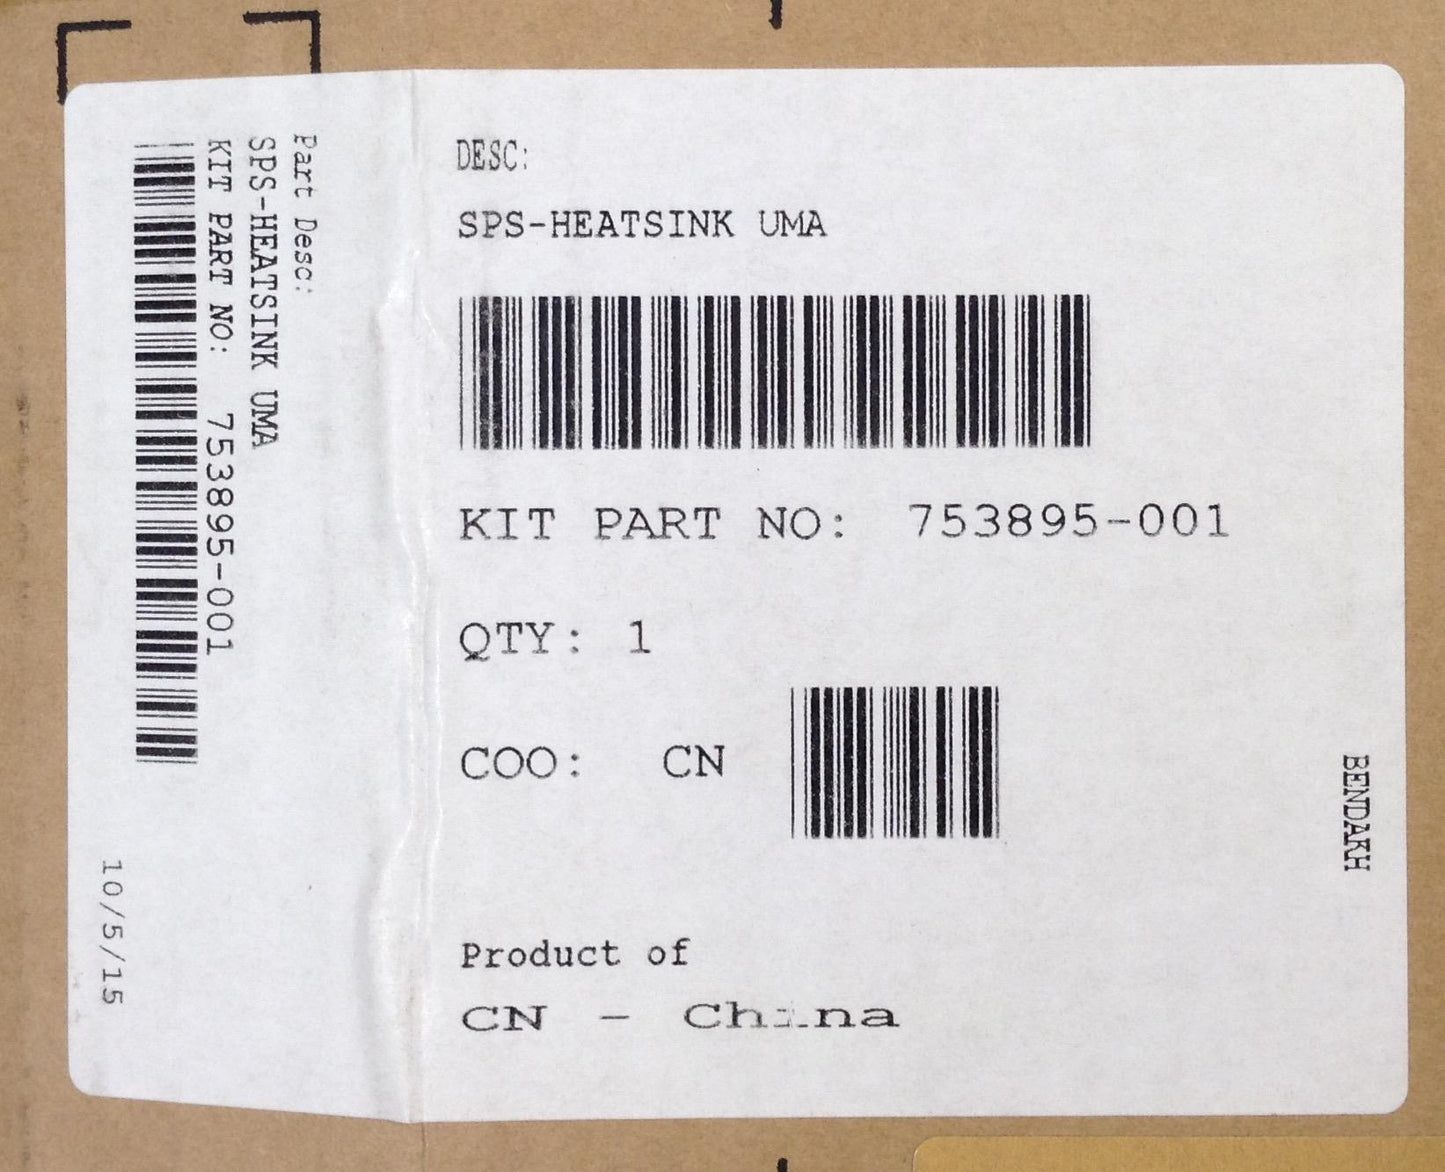 Part Desc:
SPS-HEATSINK UMA
KIT PART NO: 753895-001
10/5/15
DESC:
SPS-HEATSINK UMA
KIT PART NO: 753895-001
QTY: 1
COO: CN
Product of
CN - China
BENDAKH